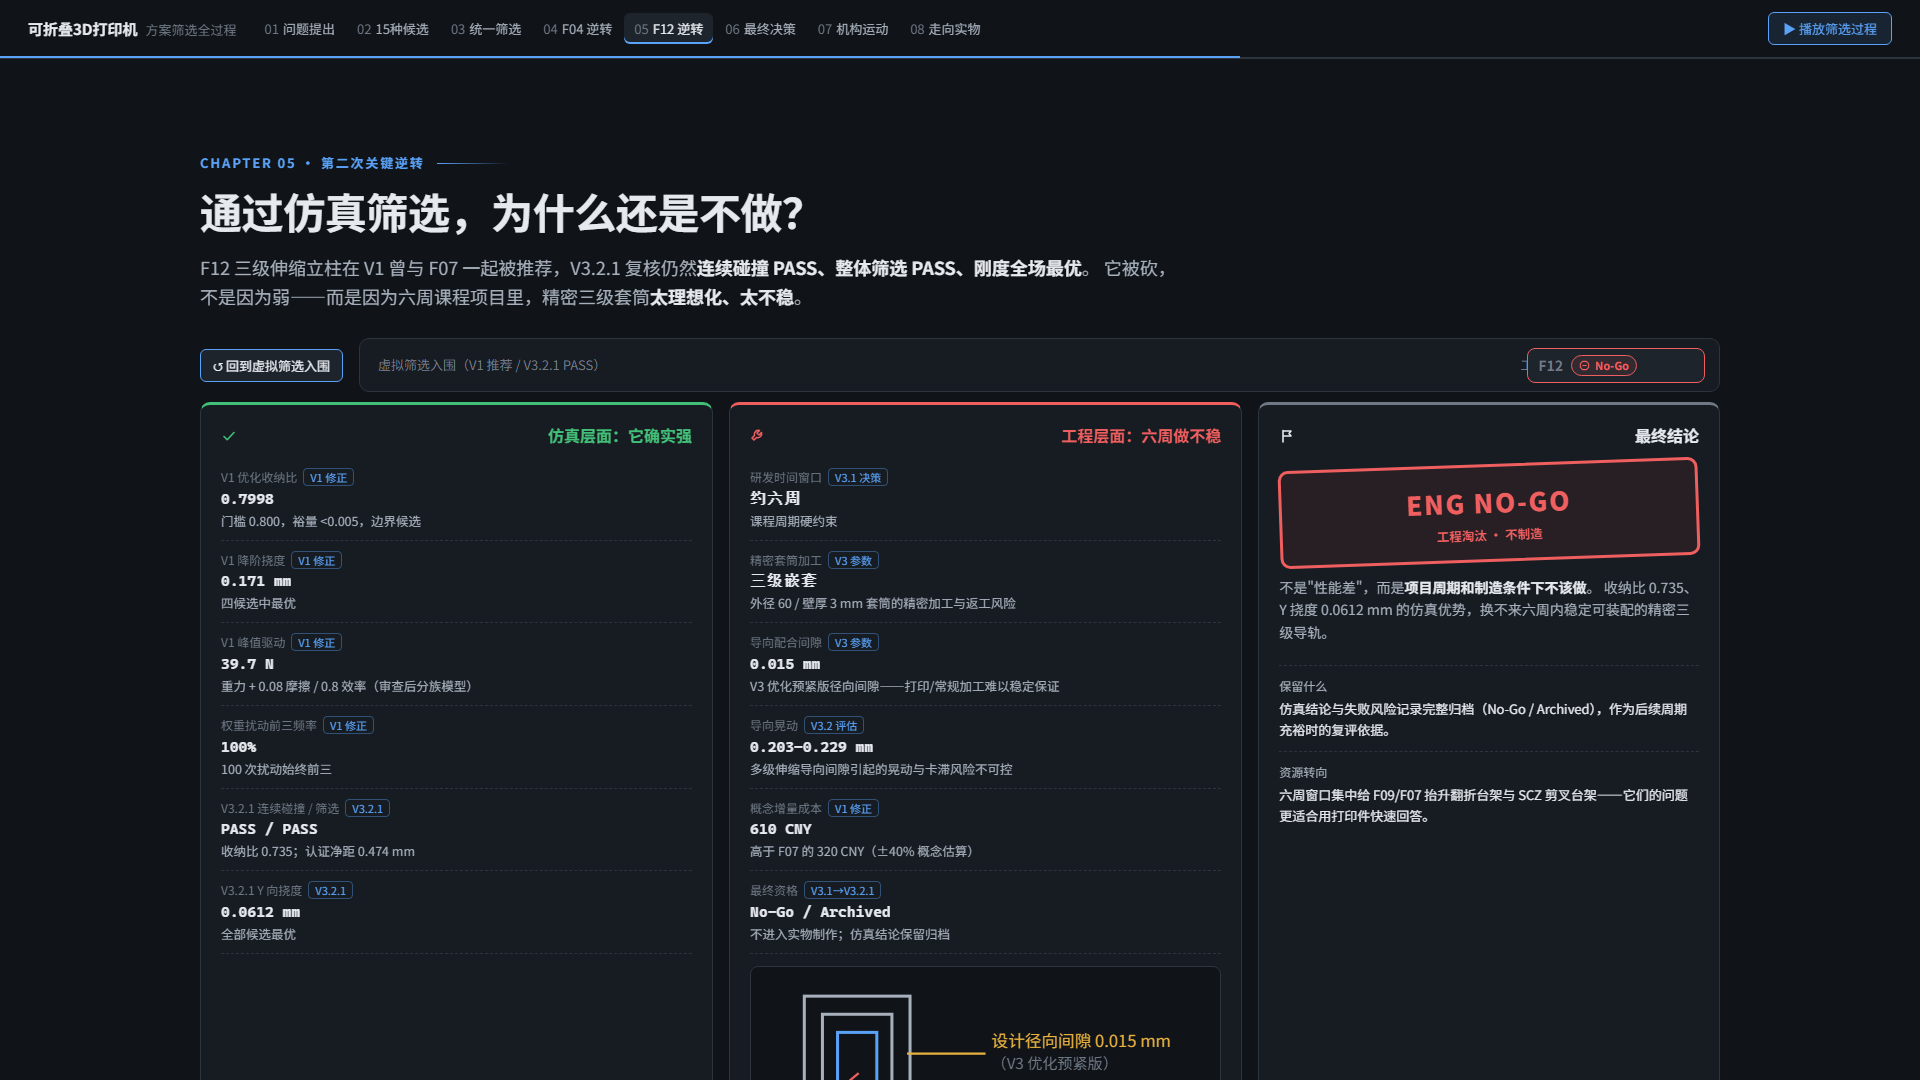 可折叠3D打印机 方案筛选全过程 01 问题提出 02 15种候选 03 统一筛选 04 F04 逆转 05 F12 逆转 06 最终决策 07 机构运动 08 走向实物 ▶ 播放筛选过程
CHAPTER 05 · 第二次关键逆转
通过仿真筛选，为什么还是不做？
F12 三级伸缩立柱在 V1 曾与 F07 一起被推荐，V3.2.1 复核仍然连续碰撞 PASS、整体筛选 PASS、刚度全场最优。 它被砍，
不是因为弱——而是因为六周课程项目里，精密三级套筒太理想化、太不稳。
↺ 回到虚拟筛选入围 虚拟筛选入围（V1 推荐 / V3.2.1 PASS） F12 No-Go
仿真层面：它确实强
V1 优化收纳比 V1 修正
0.7998
门槛 0.800，裕量 <0.005，边界候选
V1 降阶挠度 V1 修正
0.171 mm
四候选中最优
V1 峰值驱动 V1 修正
39.7 N
重力 + 0.08 摩擦 / 0.8 效率（审查后分族模型）
权重扰动前三频率 V1 修正
100%
100 次扰动始终前三
V3.2.1 连续碰撞 / 筛选 V3.2.1
PASS / PASS
收纳比 0.735；认证净距 0.474 mm
V3.2.1 Y 向挠度 V3.2.1
0.0612 mm
全部候选最优
工程层面：六周做不稳
研发时间窗口 V3.1 决策
约六周
课程周期硬约束
精密套筒加工 V3 参数
三级嵌套
外径 60 / 壁厚 3 mm 套筒的精密加工与返工风险
导向配合间隙 V3 参数
0.015 mm
V3 优化预紧版径向间隙——打印/常规加工难以稳定保证
导向晃动 V3.2 评估
0.203–0.229 mm
多级伸缩导向间隙引起的晃动与卡滞风险不可控
概念增量成本 V1 修正
610 CNY
高于 F07 的 320 CNY（±40% 概念估算）
最终资格 V3.1→V3.2.1
No-Go / Archived
不进入实物制作；仿真结论保留归档
设计径向间隙 0.015 mm
（V3 优化预紧版）
最终结论
ENG NO-GO
工程淘汰 · 不制造
不是"性能差"，而是项目周期和制造条件下不该做。 收纳比 0.735、
Y 挠度 0.0612 mm 的仿真优势，换不来六周内稳定可装配的精密三
级导轨。
保留什么
仿真结论与失败风险记录完整归档（No-Go / Archived），作为后续周期
充裕时的复评依据。
资源转向
六周窗口集中给 F09/F07 抬升翻折台架与 SCZ 剪叉台架——它们的问题
更适合用打印件快速回答。